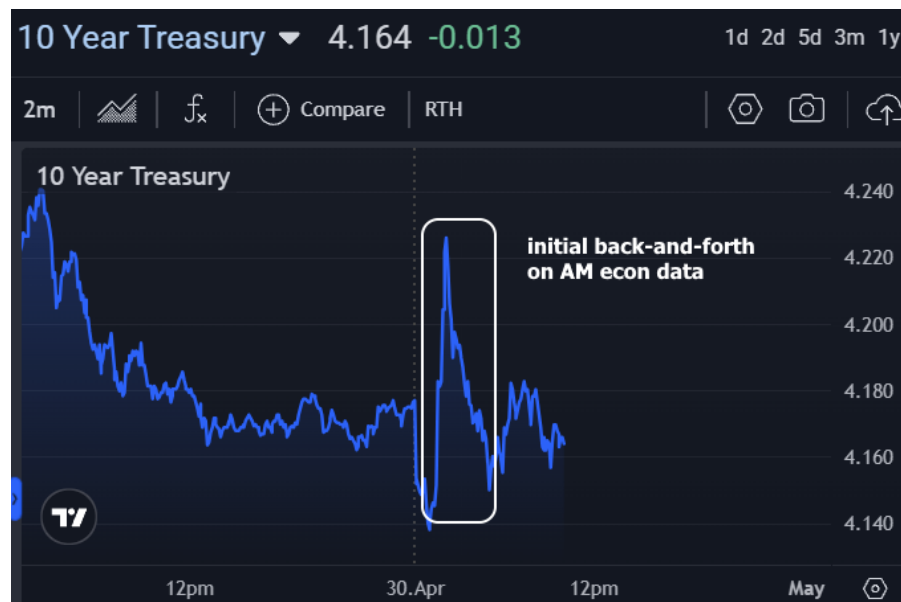 10 Year Treasury 4.164 -0.013 1d 2d 5d 3m 1y
2m fx Compare RTH
10 Year Treasury
4.240
initial back-and-forth
on AM econ data
4.220
4.200
4.180
4.160
4.140
12pm 30.Apr 12pm May